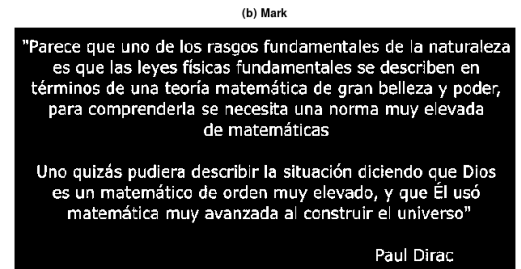 (b) Mark
"Parece que uno de los rasgos fundamentales de la naturaleza
es que las leyes físicas fundamentales se describen en
términos de una teoría matemática de gran belleza y poder,
para comprenderla se necesita una norma muy elevada
de matemáticas
Uno quizás pudiera describir la situación diciendo que Dios
es un matemático de orden muy elevado, y que Él usó
matemática muy avanzada al construir el universo"
Paul Dirac